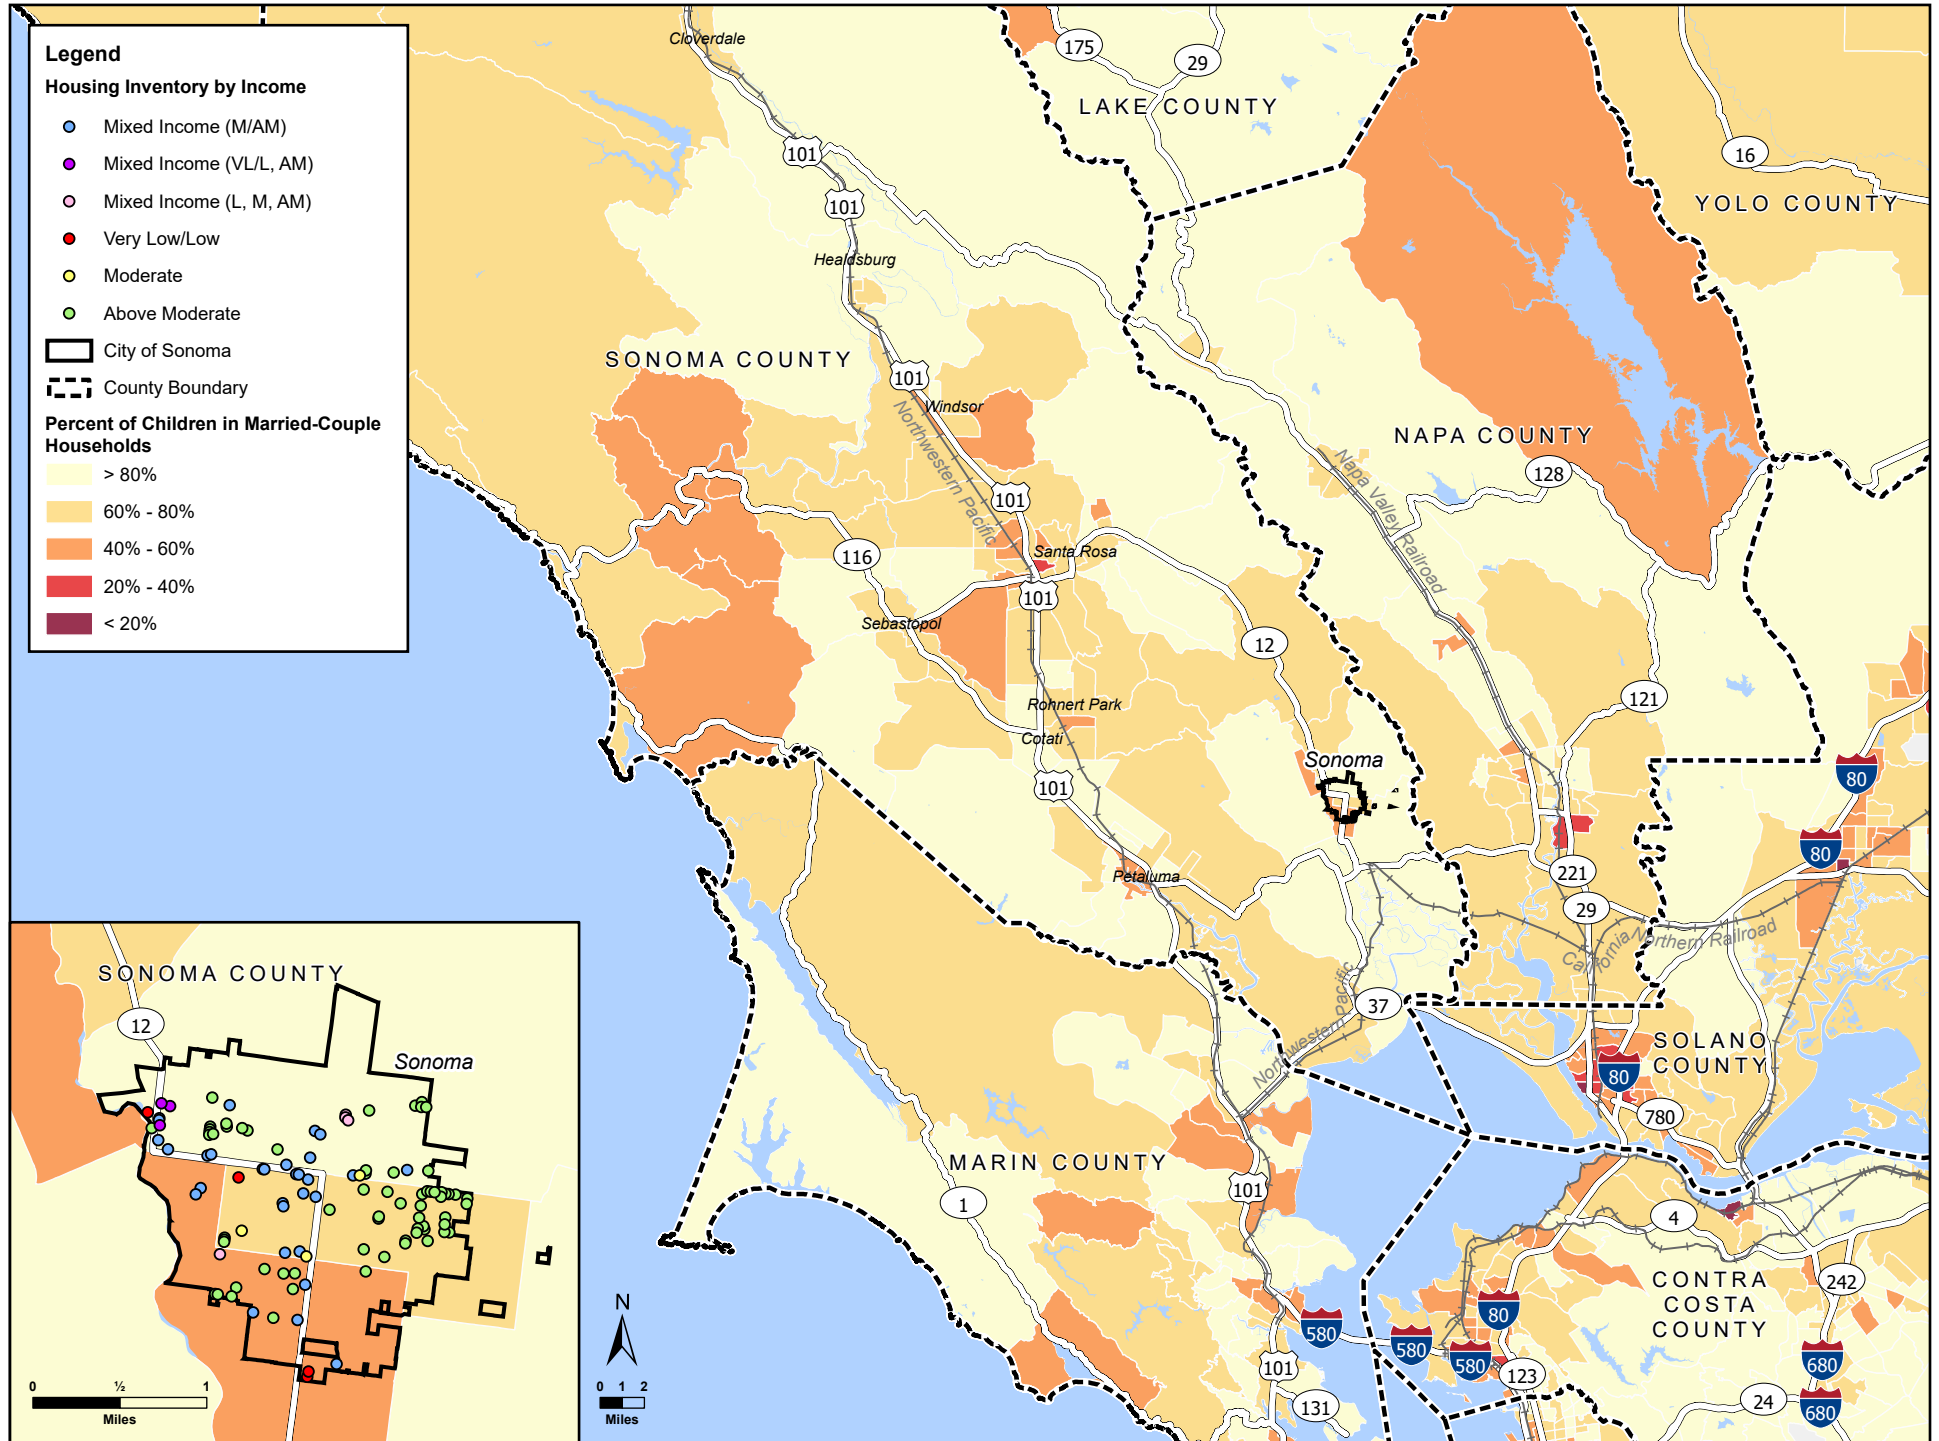 Legend
Housing Inventory by Income
Mixed Income (M/AM)
Mixed Income (VL/L, AM)
Mixed Income (L, M, AM)
Very Low/Low
Moderate
Above Moderate
City of Sonoma
County Boundary
Percent of Children in Married-Couple
Households
> 80%
60% - 80%
40% - 60%
20% - 40%
< 20%
Cloverdale
175
29
LAKE COUNTY
101
16
YOLO COUNTY
101
Healdsburg
SONOMA COUNTY
101
Windsor
Northwestern Pacific
NAPA COUNTY
128
Napa Valley Railroad
101
116
Santa Rosa
101
Sebastopol
12
121
Rohnert Park
Cotati
101
Sonoma
80
80
Petaluma
221
29
California Northern Railroad
Northwestern Pacific
37
SOLANO
COUNTY
80
780
MARIN COUNTY
101
1
4
CONTRA
COSTA
COUNTY
242
80
580
580
580
101
123
680
131
24
680
SONOMA COUNTY
12
Sonoma
0 ½ 1
Miles
N
0 1 2
Miles